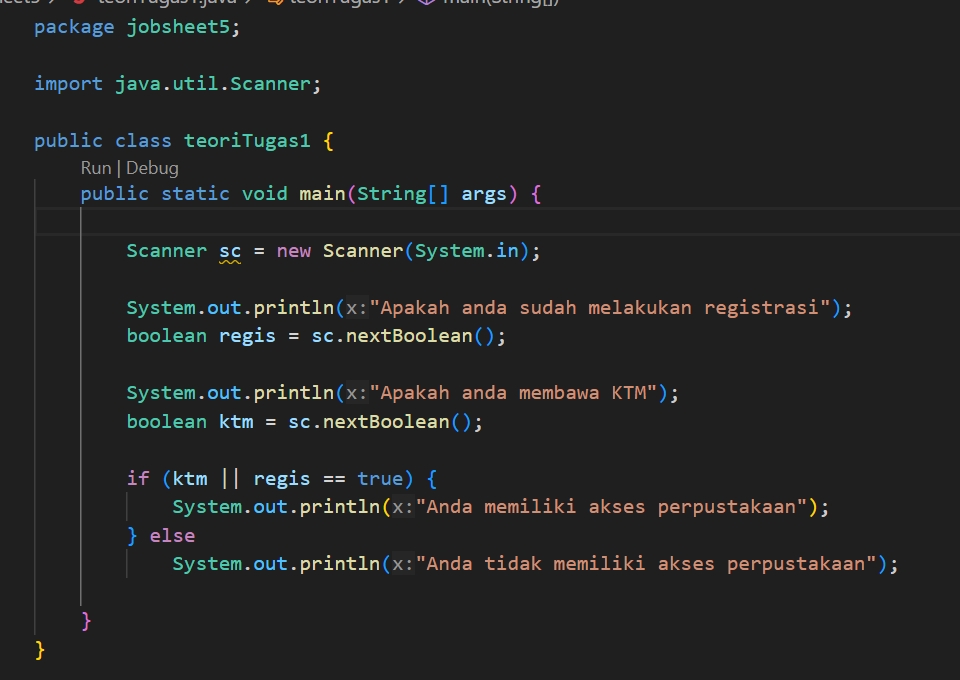 teoriTugas1.java > teoriTugas1 > main(String[])
package jobsheet5;
import java.util.Scanner;
public class teoriTugas1 {
Run | Debug
public static void main(String[] args) {
Scanner sc = new Scanner(System.in);
System.out.println(x:"Apakah anda sudah melakukan registrasi");
boolean regis = sc.nextBoolean();
System.out.println(x:"Apakah anda membawa KTM");
boolean ktm = sc.nextBoolean();
if (ktm || regis == true) {
System.out.println(x:"Anda memiliki akses perpustakaan");
} else
System.out.println(x:"Anda tidak memiliki akses perpustakaan");
}
}